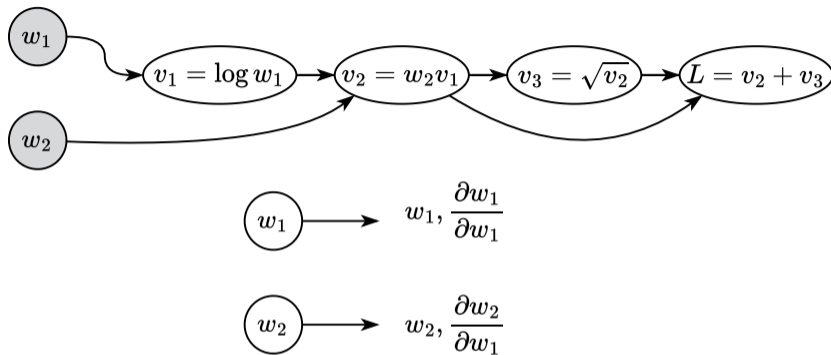 w₁
v₁ = log w₁
v₂ = w₂v₁
v₃ = √v₂
L = v₂ + v₃
w₂
w₁
w₁, ∂w₁/∂w₁
w₂
w₂, ∂w₂/∂w₁